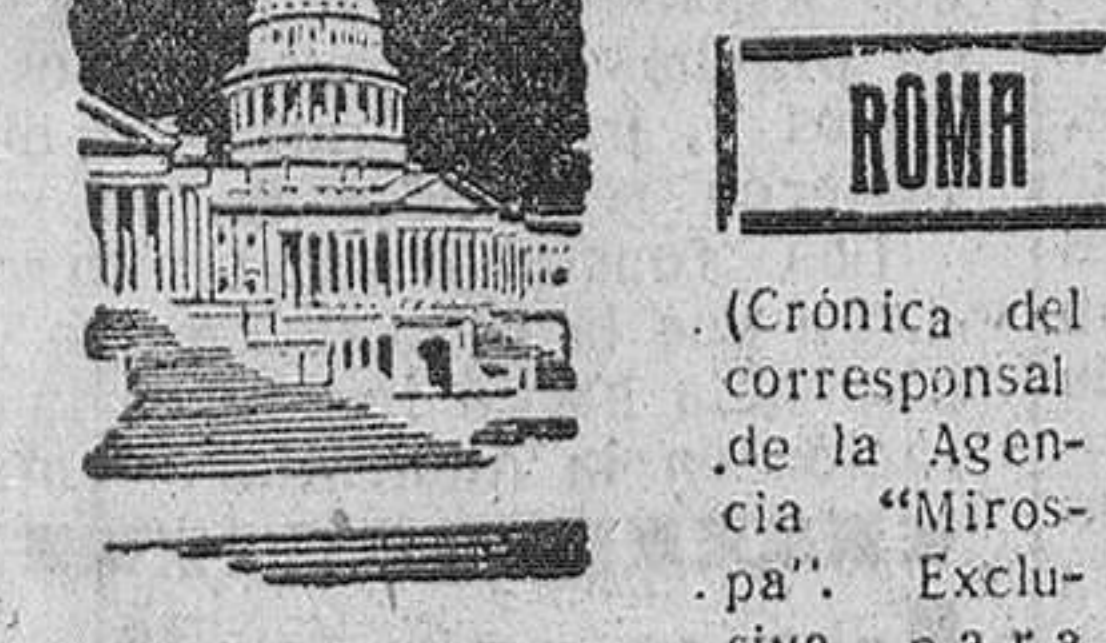 ROMA
(Crónica del
corresponsal
de la Agen-
cia “Miros-
pa”. Exclu-